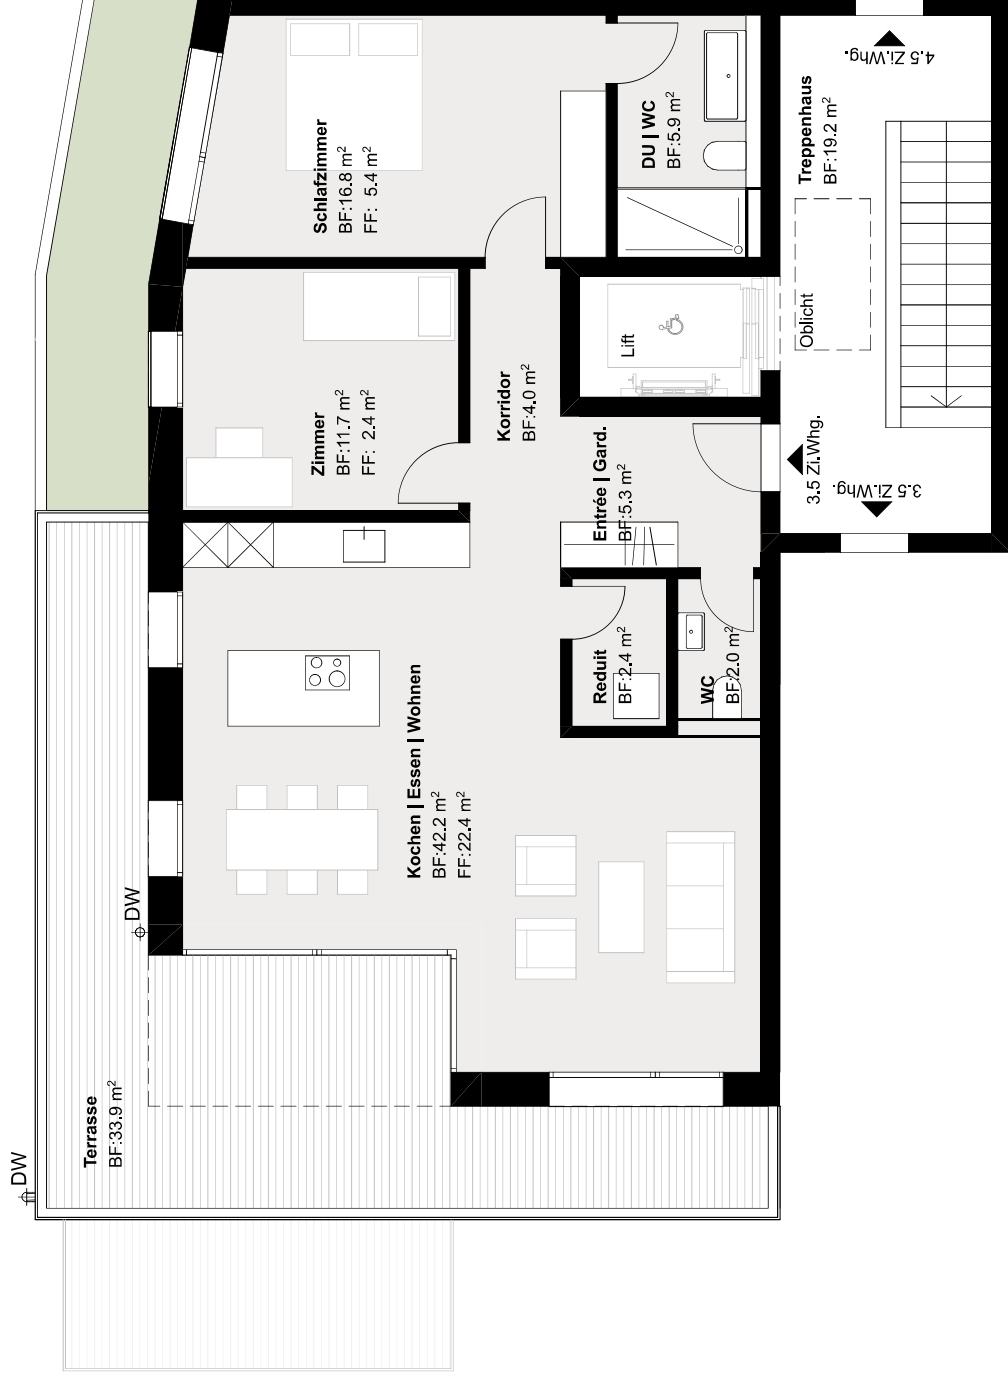 Schlafzimmer
BF:16.8 m²
FF: 5.4 m²
DU | WC
BF:5.9 m²
Treppenhaus
BF:19.2 m²
4.5 Zi.Whg.
Oblicht
Lift
Zimmer
BF:11.7 m²
FF: 2.4 m²
Korridor
BF:4.0 m²
Entrée | Gard.
BF:5.3 m²
3.5 Zi.Whg.
3.5 Zi.Whg.
Reduit
BF:2.4 m²
WC
BF:2.0 m²
Kochen | Essen | Wohnen
BF:42.2 m²
FF:22.4 m²
DW
Terrasse
BF:33.9 m²
DW